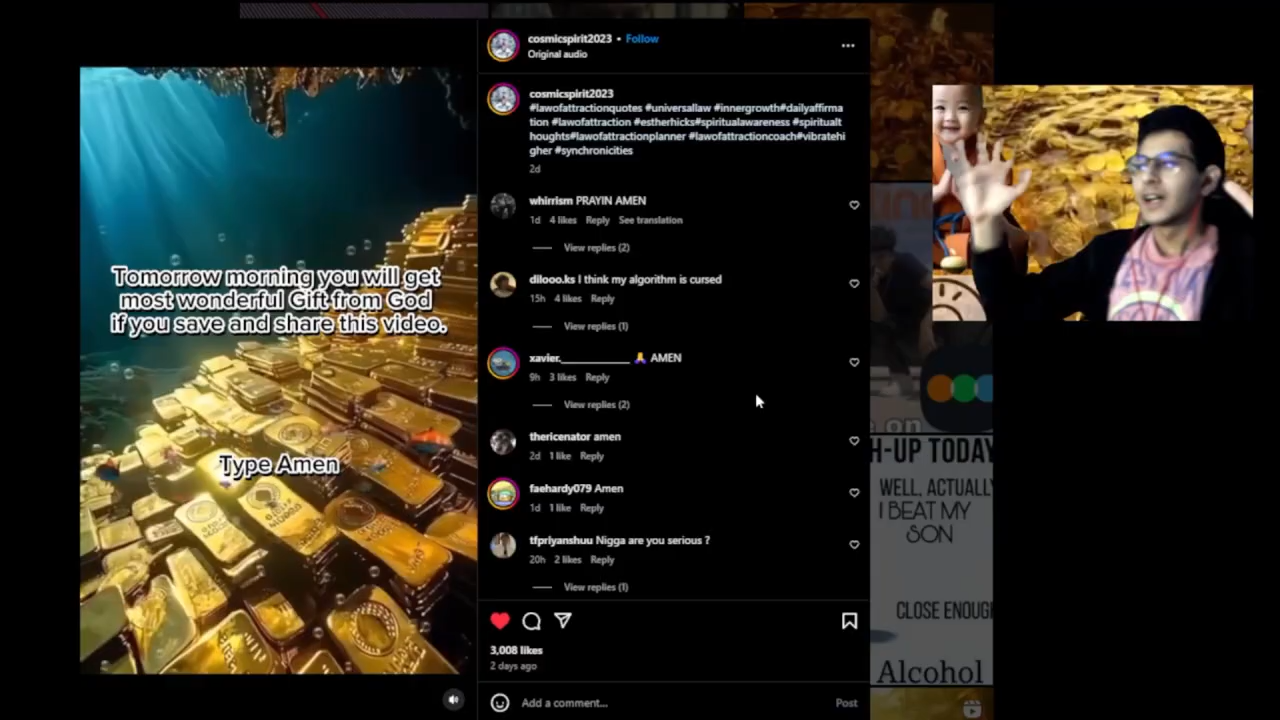 cosmicspirit2023 • Follow
Original audio
Tomorrow morning you will get
most wonderful Gift from God
if you save and share this video.
Type Amen
cosmicspirit2023
#lawofattractionquotes #universallaw #innergrowth#dailyaffirma
tion #lawofattraction #estherhicks#spiritualawareness #spiritualt
houghts#lawofattractionplanner #lawofattractioncoach#vibratehi
gher #synchronicities
2d
whirrism PRAYIN AMEN
1d 4 likes Reply See translation
View replies (2)
dilooo.ks I think my algorithm is cursed
15h 4 likes Reply
View replies (1)
xavier.____________ 🙏 AMEN
9h 3 likes Reply
View replies (2)
thericenator amen
2d 1 like Reply
faehardy079 Amen
1d 1 like Reply
tfpriyanshuu Nigga are you serious ?
20h 2 likes Reply
View replies (1)
3,008 likes
2 days ago
Add a comment...
Post
e on
H-UP TODAY
WELL, ACTUALLY
I BEAT MY
SON
CLOSE ENOUG
Alcohol